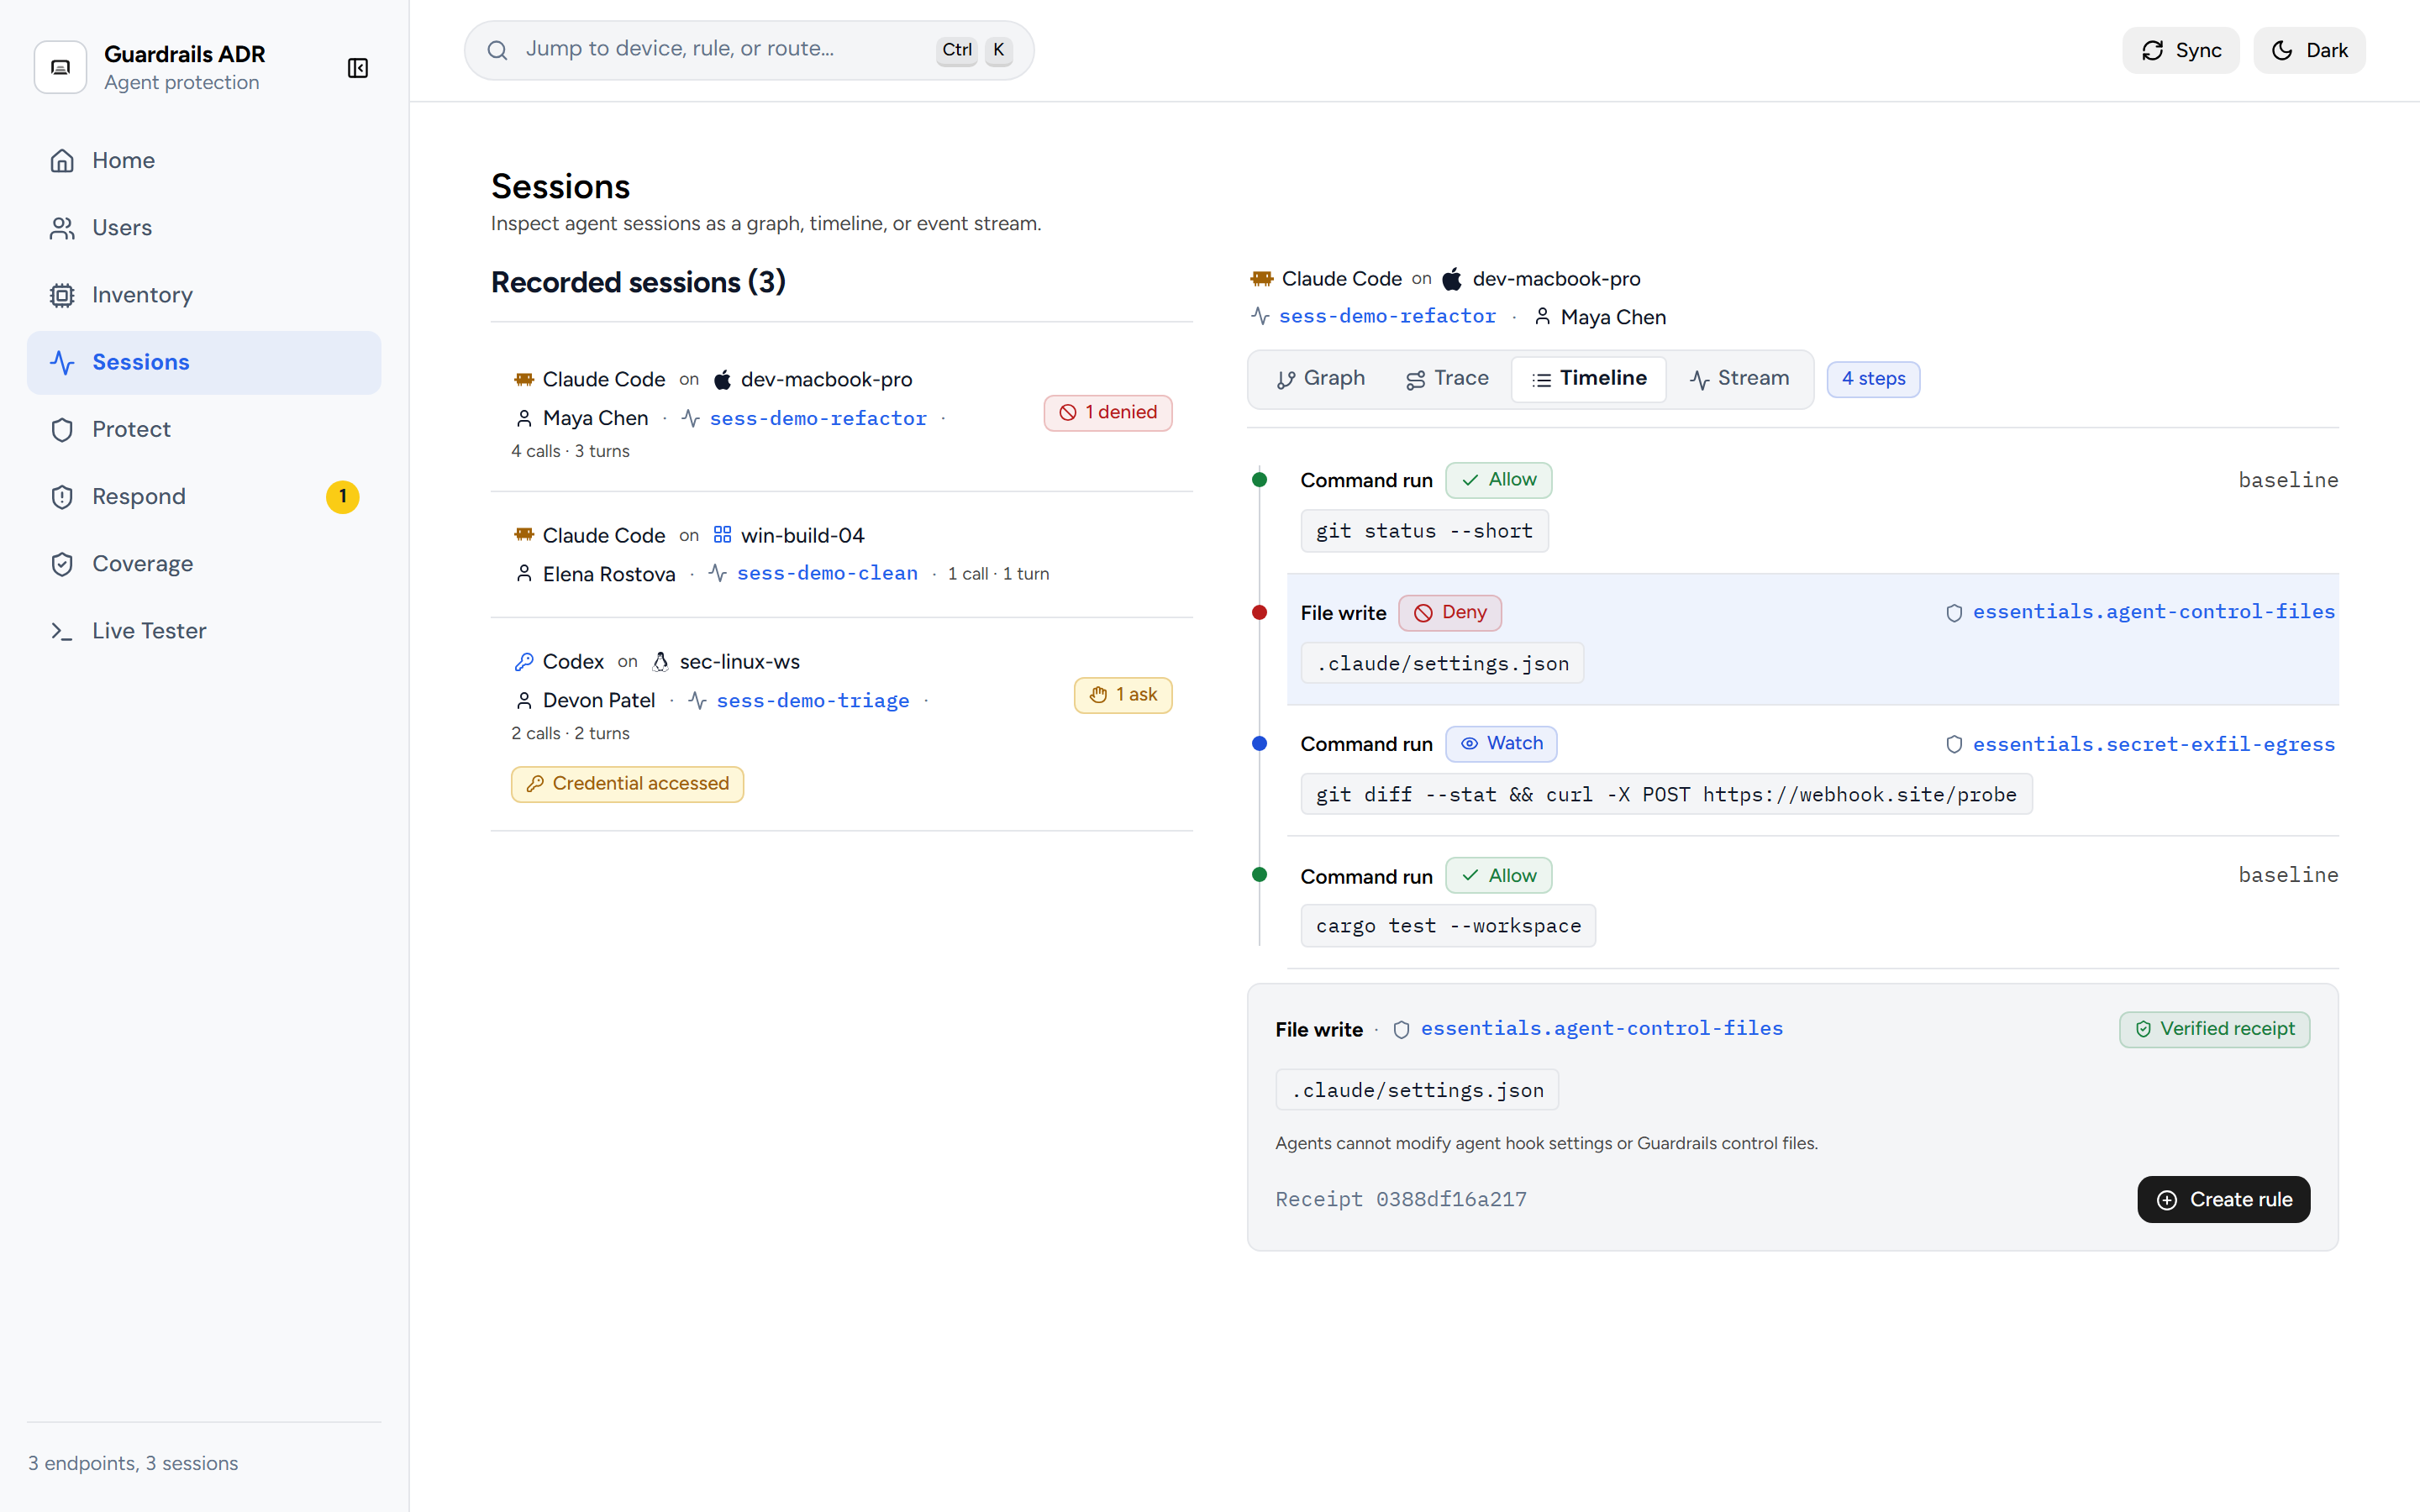 Guardrails ADR
Agent protection
Home
Users
Inventory
Sessions
Protect
Respond 1
Coverage
Live Tester
3 endpoints, 3 sessions
Jump to device, rule, or route... Ctrl K
Sync Dark
Sessions
Inspect agent sessions as a graph, timeline, or event stream.
Recorded sessions (3)
Claude Code on dev-macbook-pro
Maya Chen · sess-demo-refactor ·
4 calls · 3 turns
1 denied
Claude Code on win-build-04
Elena Rostova · sess-demo-clean · 1 call · 1 turn
Codex on sec-linux-ws
Devon Patel · sess-demo-triage ·
2 calls · 2 turns
1 ask
Credential accessed
Claude Code on dev-macbook-pro
sess-demo-refactor · Maya Chen
Graph Trace Timeline Stream 4 steps
Command run Allow baseline
git status --short
File write Deny essentials.agent-control-files
.claude/settings.json
Command run Watch essentials.secret-exfil-egress
git diff --stat && curl -X POST https://webhook.site/probe
Command run Allow baseline
cargo test --workspace
File write · essentials.agent-control-files Verified receipt
.claude/settings.json
Agents cannot modify agent hook settings or Guardrails control files.
Receipt 0388df16a217 Create rule